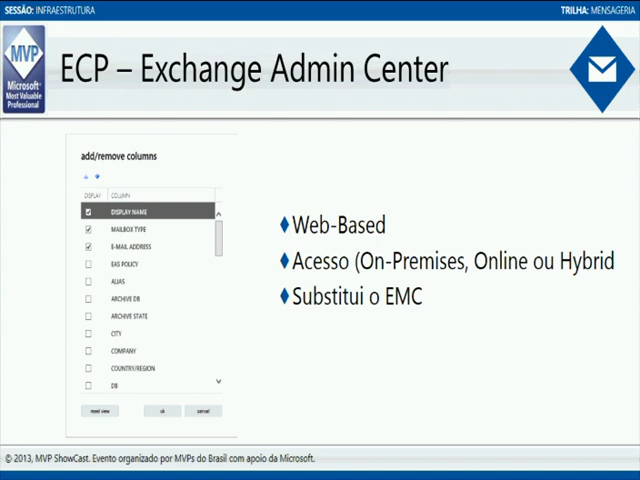 SESSÃO: INFRAESTRUTURA
TRILHA: MENSAGERIA
MVP
Microsoft
Most Valuable
Professional
ECP – Exchange Admin Center
add/remove columns
DISPLAY COLUMN
DISPLAY NAME
MAILBOX TYPE
E-MAIL ADDRESS
EAS POLICY
ALIAS
ARCHIVE DB
ARCHIVE STATE
CITY
COMPANY
COUNTRY/REGION
DB
reset view ok cancel
Web-Based
Acesso (On-Premises, Online ou Hybrid
Substitui o EMC
© 2013, MVP ShowCast. Evento organizado por MVPs do Brasil com apoio da Microsoft.